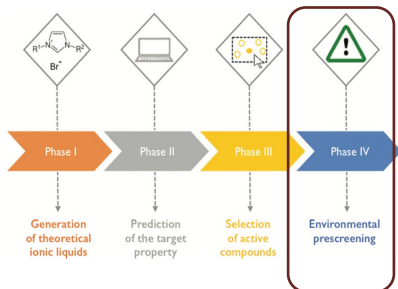 R¹
N
N
R²
Br⁻
Phase I
Phase II
Phase III
Phase IV
Generation
of theoretical
ionic liquids
Prediction
of the target
property
Selection
of active
compounds
Environmental
prescreening